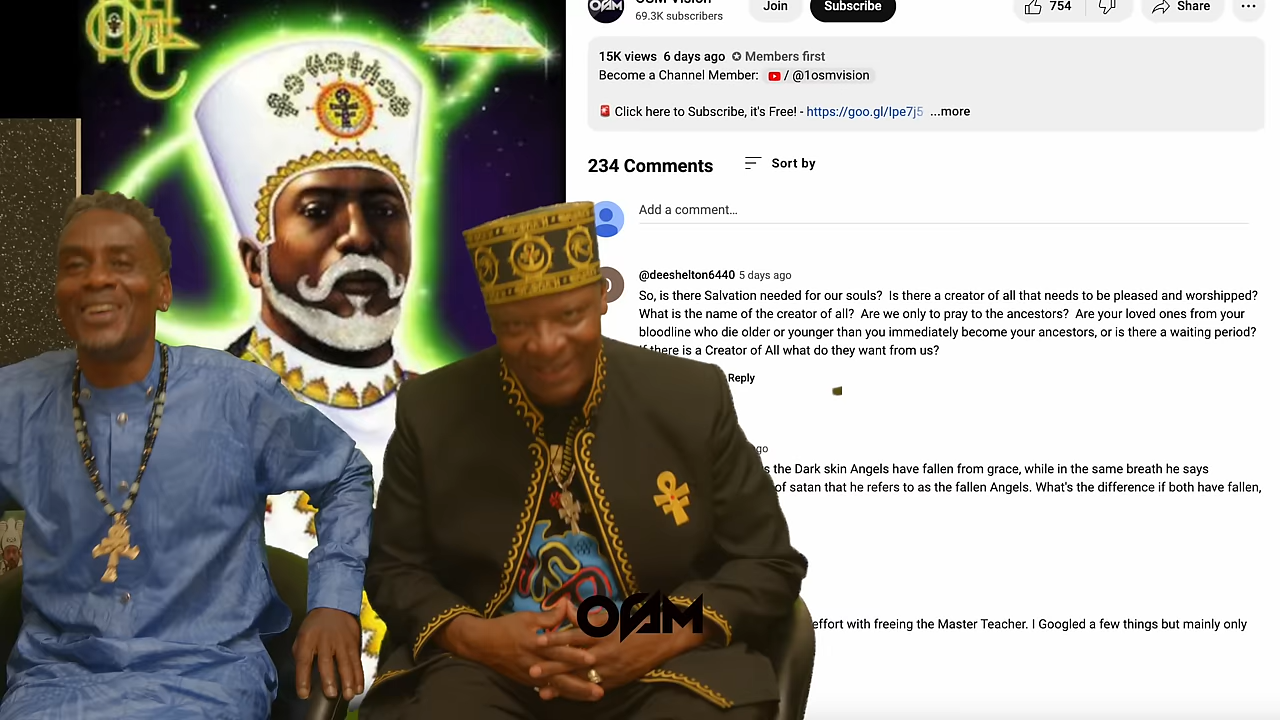 OSM
69.3K subscribers
Join
Subscribe
754
Share
15K views 6 days ago Members first
Become a Channel Member: / @1osmvision
Click here to Subscribe, it's Free! - https://goo.gl/Ipe7j5 ...more
234 Comments
Sort by
Add a comment…
@deeshelton6440 5 days ago
So, is there Salvation needed for our souls? Is there a creator of all that needs to be pleased and worshipped?
What is the name of the creator of all? Are we only to pray to the ancestors? Are your loved ones from your
bloodline who die older or younger than you immediately become your ancestors, or is there a waiting period?
If there is a Creator of All what do they want from us?
Reply
go
the Dark skin Angels have fallen from grace, while in the same breath he says
of satan that he refers to as the fallen Angels. What's the difference if both have fallen,
OSM
effort with freeing the Master Teacher. I Googled a few things but mainly only